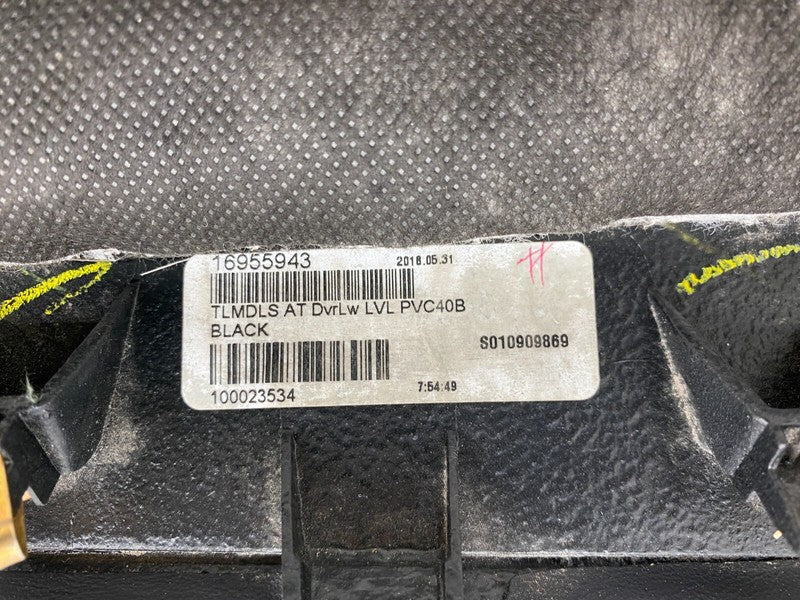 16955943 2018.05.31
TLMDLS AT DvrLw LVL PVC40B
BLACK
S010909869
7:54:49
100023534
#